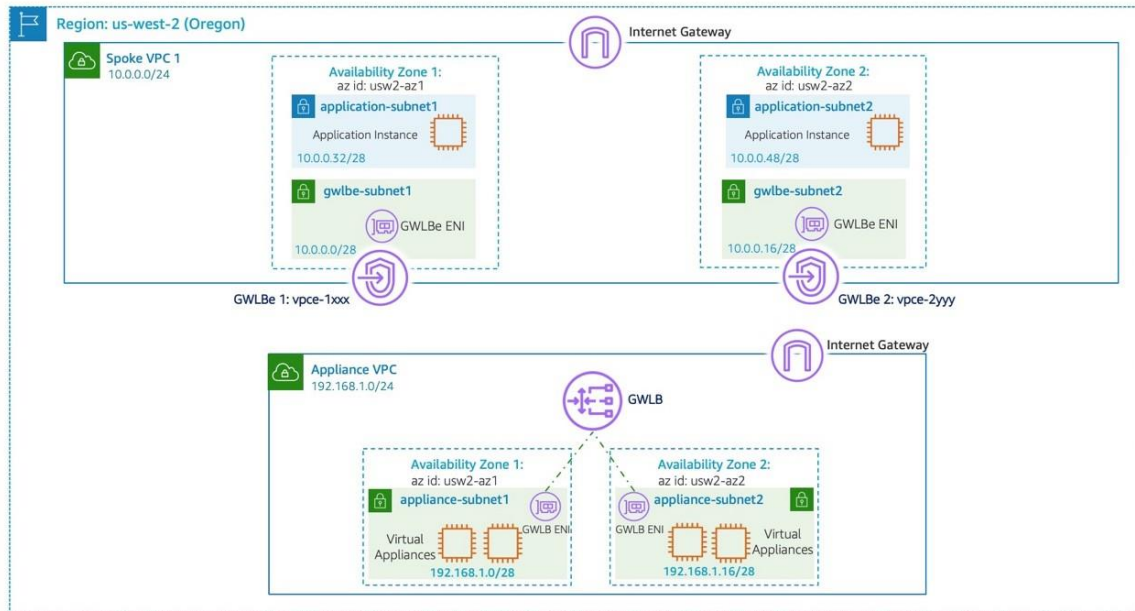 Region: us-west-2 (Oregon)
Internet Gateway
Spoke VPC 1
10.0.0.0/24
Availability Zone 1:
az id: usw2-az1
application-subnet1
Application Instance
10.0.0.32/28
gwlbe-subnet1
GWLBe ENI
10.0.0.0/28
GWLBe 1: vpce-1xxx
Availability Zone 2:
az id: usw2-az2
application-subnet2
Application Instance
10.0.0.48/28
gwlbe-subnet2
GWLBe ENI
10.0.0.16/28
GWLBe 2: vpce-2yyy
Internet Gateway
Appliance VPC
192.168.1.0/24
GWLB
Availability Zone 1:
az id: usw2-az1
appliance-subnet1
GWLB ENI
Virtual
Appliances
192.168.1.0/28
Availability Zone 2:
az id: usw2-az2
appliance-subnet2
GWLB ENI
Virtual
Appliances
192.168.1.16/28